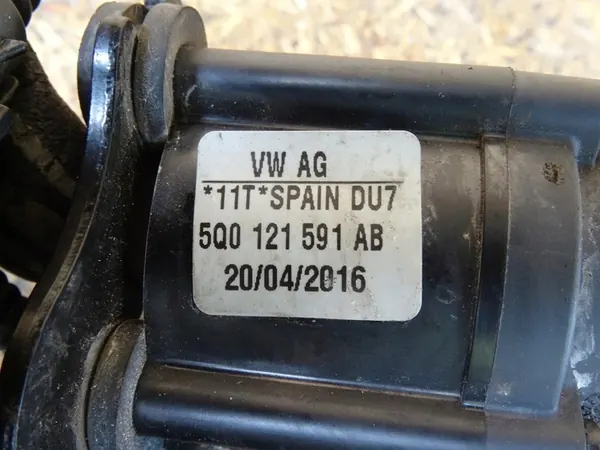 VW AG
*11T*SPAIN DU7
5Q0 121 591 AB
20/04/2016